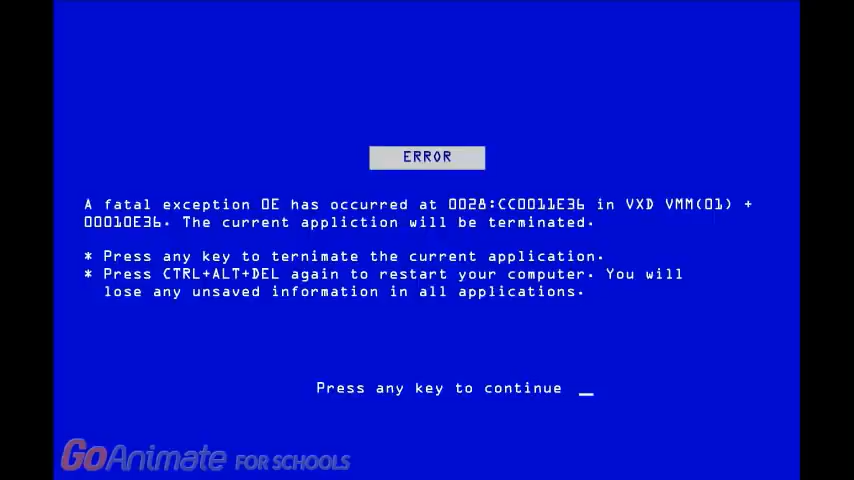 ERROR
A fatal exception OE has occurred at 0028:CC0011E36 in VXD VMM(01) +
00010E36. The current appliction will be terminated.
* Press any key to ternimate the current application.
* Press CTRL+ALT+DEL again to restart your computer. You will
lose any unsaved information in all applications.
Press any key to continue _
GoAnimate FOR SCHOOLS